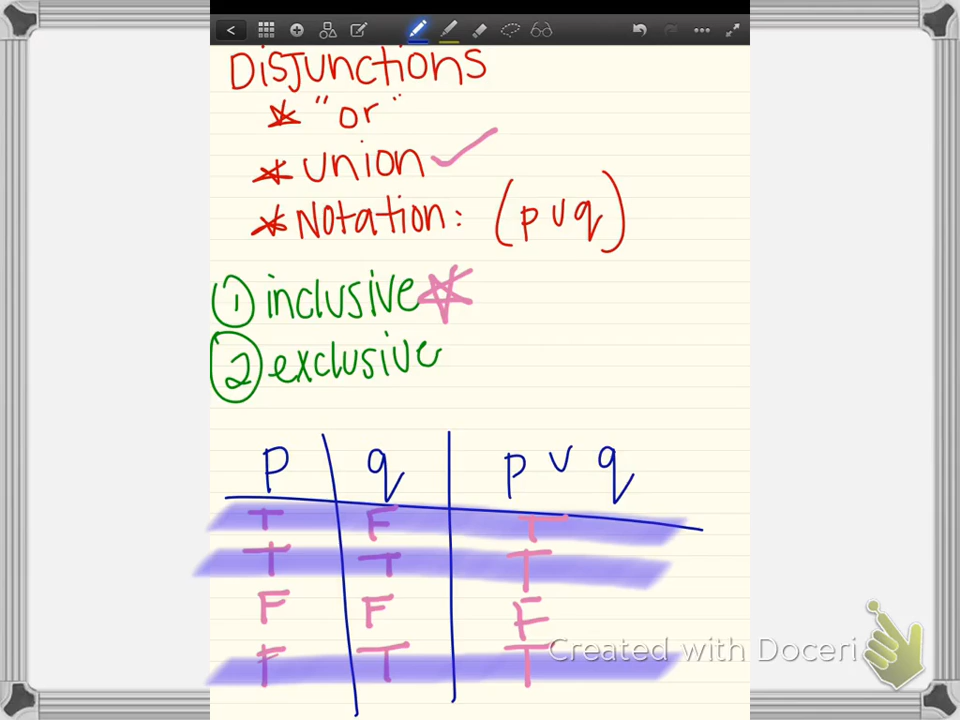 Disjunctions
* "or"
* union ✓
* Notation: (p ∨ q)
① inclusive ☆
② exclusive
p q p ∨ q
T F T
T T T
F F F
F T T
Created with Doceri